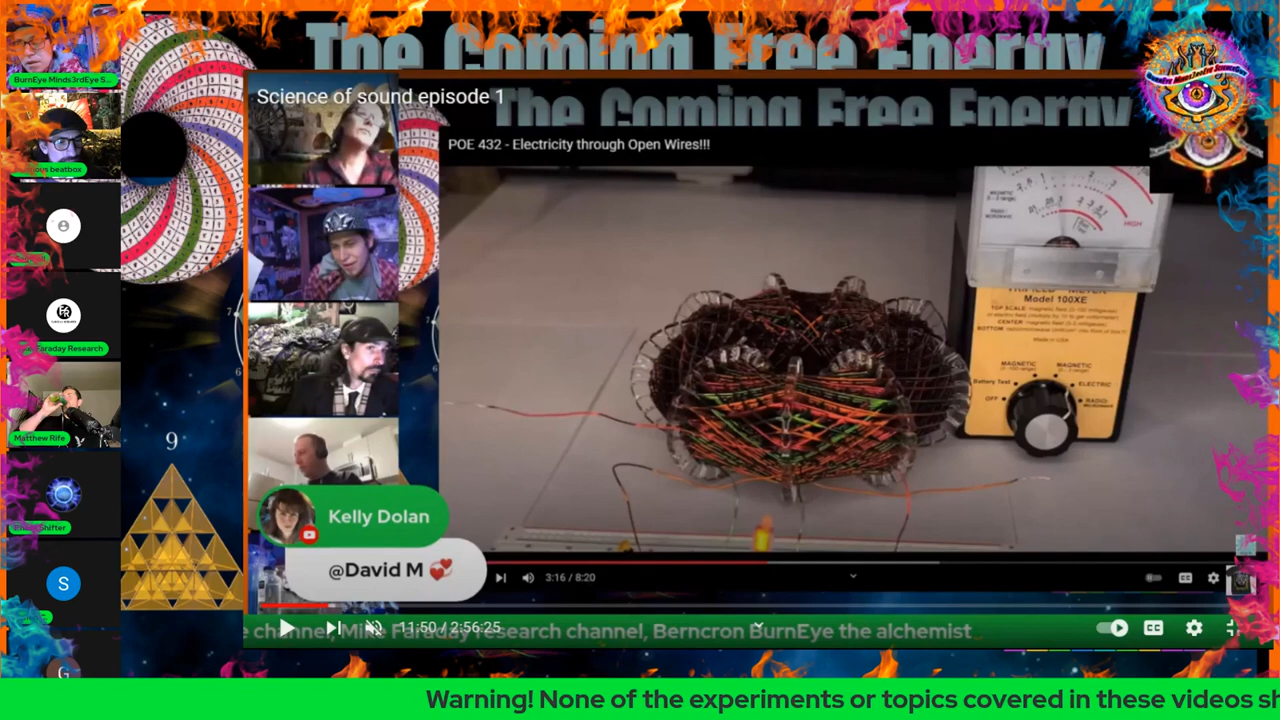 The Coming Free Energy
BurnEye Minds3rdEye S...
Science of sound episode 1
The Coming Free Energy
POE 432 - Electricity through Open Wires!!!
beatbox
HIGH
Model 100XE
MAGNETIC
MAGNETIC
Battery Test
ELECTRIC
OFF
RADIO/
Faraday Research
Matthew Rife
9
Shifter
S
G
Kelly Dolan
@David M 💞
3:16 / 8:20
11:50 / 2:56:25
e channel, Mike Faraday research channel, Berncron BurnEye the alchemist
Warning! None of the experiments or topics covered in these videos sh